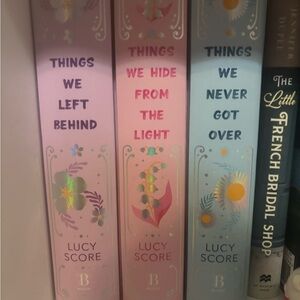 THINGS
WE
LEFT
BEHIND
LUCY
SCORE
B
THINGS
WE HIDE
FROM
THE
LIGHT
LUCY
SCORE
B
THINGS
WE
NEVER
GOT
OVER
LUCY
SCORE
B
THE
Little
FRENCH BRIDAL SHOP